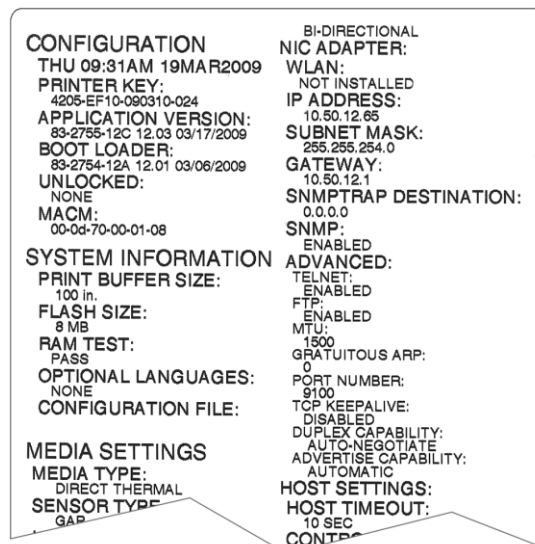 CONFIGURATION
THU 09:31AM 19MAR2009
PRINTER KEY:
4205-EF10-090310-024
APPLICATION VERSION:
83-2755-12C 12.03 03/17/2009
BOOT LOADER:
83-2754-12A 12.01 03/06/2009
UNLOCKED:
NONE
MACM:
00-0d-70-00-01-08
SYSTEM INFORMATION
PRINT BUFFER SIZE:
100 in.
FLASH SIZE:
8 MB
RAM TEST:
PASS
OPTIONAL LANGUAGES:
NONE
CONFIGURATION FILE:
MEDIA SETTINGS
MEDIA TYPE:
DIRECT THERMAL
SENSOR TYPE
GAP
BI-DIRECTIONAL
NIC ADAPTER:
WLAN:
NOT INSTALLED
IP ADDRESS:
10.50.12.65
SUBNET MASK:
255.255.254.0
GATEWAY:
10.50.12.1
SNMPTRAP DESTINATION:
0.0.0.0
SNMP:
ENABLED
ADVANCED:
TELNET:
ENABLED
FTP:
ENABLED
MTU:
1500
GRATUITOUS ARP:
0
PORT NUMBER:
9100
TCP KEEPALIVE:
DISABLED
DUPLEX CAPABILITY:
AUTO-NEGOTIATE
ADVERTISE CAPABILITY:
AUTOMATIC
HOST SETTINGS:
HOST TIMEOUT:
10 SEC